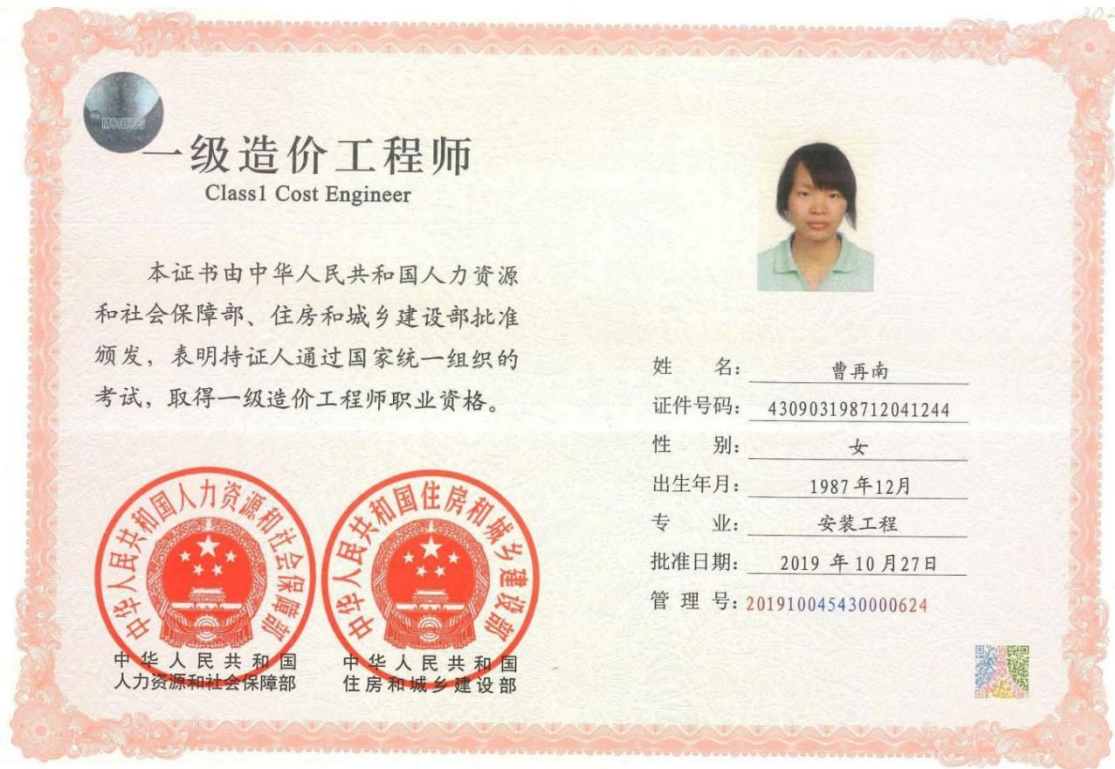 MOHRSS
一级造价工程师
Class1 Cost Engineer
本证书由中华人民共和国人力资源
和社会保障部、住房和城乡建设部批准
颁发，表明持证人通过国家统一组织的
考试，取得一级造价工程师职业资格。
中华人民共和国人力资源和社会保障部
中华人民共和国
人力资源和社会保障部
中华人民共和国住房和城乡建设部
中华人民共和国
住房和城乡建设部
姓 名：曹再南
证件号码：430903198712041244
性 别：女
出生年月：1987年12月
专 业：安装工程
批准日期：2019 年 10 月27日
管 理 号：201910045430000624